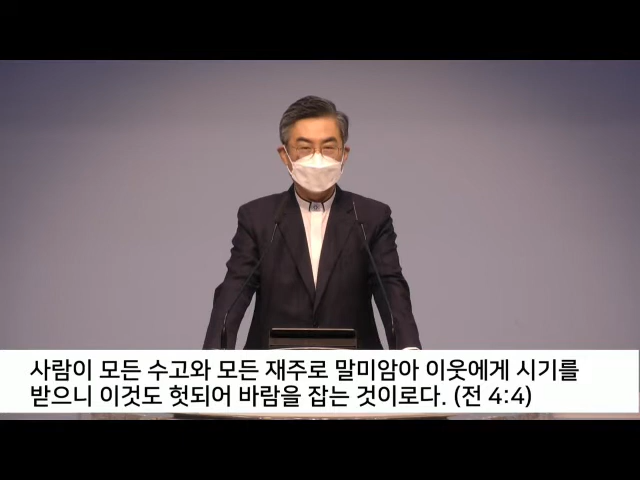 사람이 모든 수고와 모든 재주로 말미암아 이웃에게 시기를
받으니 이것도 헛되어 바람을 잡는 것이로다. (전 4:4)